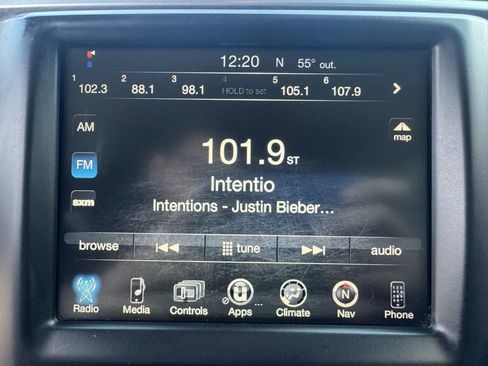 12:20 N 55° out.
1 102.3 2 88.1 3 98.1 4 HOLD to set 5 105.1 6 107.9
AM
map
101.9 ST
FM
Intentio
sxm
Intentions - Justin Bieber...
browse tune audio
Radio Media Controls Apps ... Climate N Nav Phone